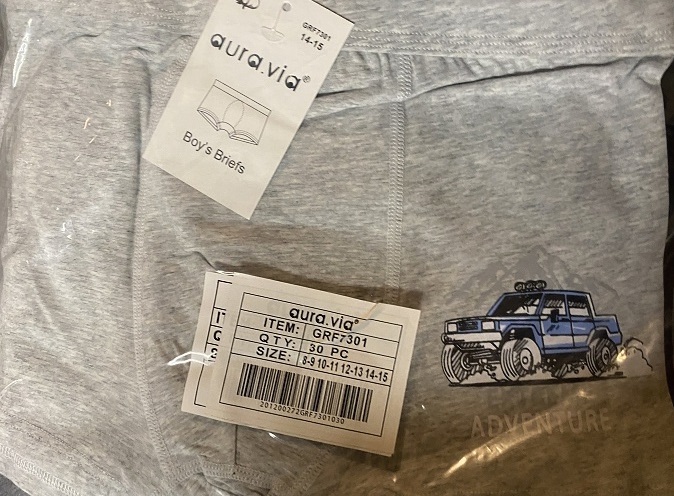 GRF7301
14-15
aura.via®
Boy's Briefs
aura.via®
ITEM: GRF7301
QTY: 30 PC
SIZE: 8-9 10-11 12-13 14-15
201200272GRF7301030
ADVENTURE